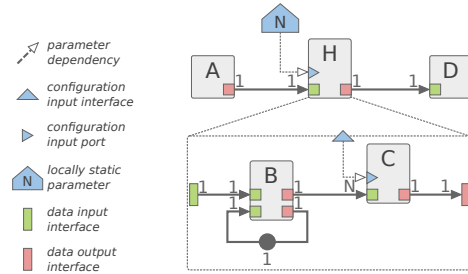 parameter
dependency
configuration
input interface
configuration
input port
N
locally static
parameter
data input
interface
data output
interface
N
A
1
1
H
1
1
D
1
1
B
1
1
1
1
N
C
1
1
1